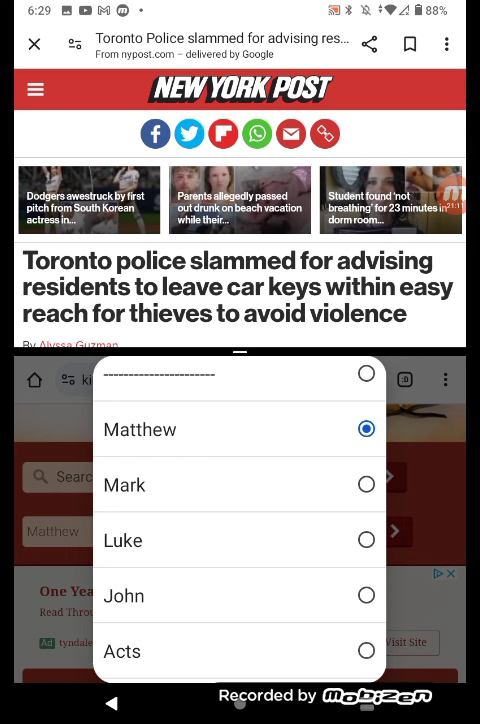 6:29
88%
Toronto Police slammed for advising res...
From nypost.com – delivered by Google
NEW YORK POST
Dodgers awestruck by first
pitch from South Korean
actress in...
Parents allegedly passed
out drunk on beach vacation
while their...
Student found 'not
breathing' for 23 minutes in
dorm room...
21:11
Toronto police slammed for advising
residents to leave car keys within easy
reach for thieves to avoid violence
By Alyssa Guzman
:D
ki
----------------------
Matthew
Mark
Luke
John
Acts
Searc
Matthew
One Yea
Read Throu
Ad tyndale
Visit Site
Recorded by mobizen